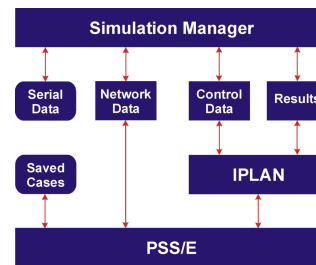 Simulation Manager
Serial
Data
Network
Data
Control
Data
Results
Saved
Cases
IPLAN
PSS/E